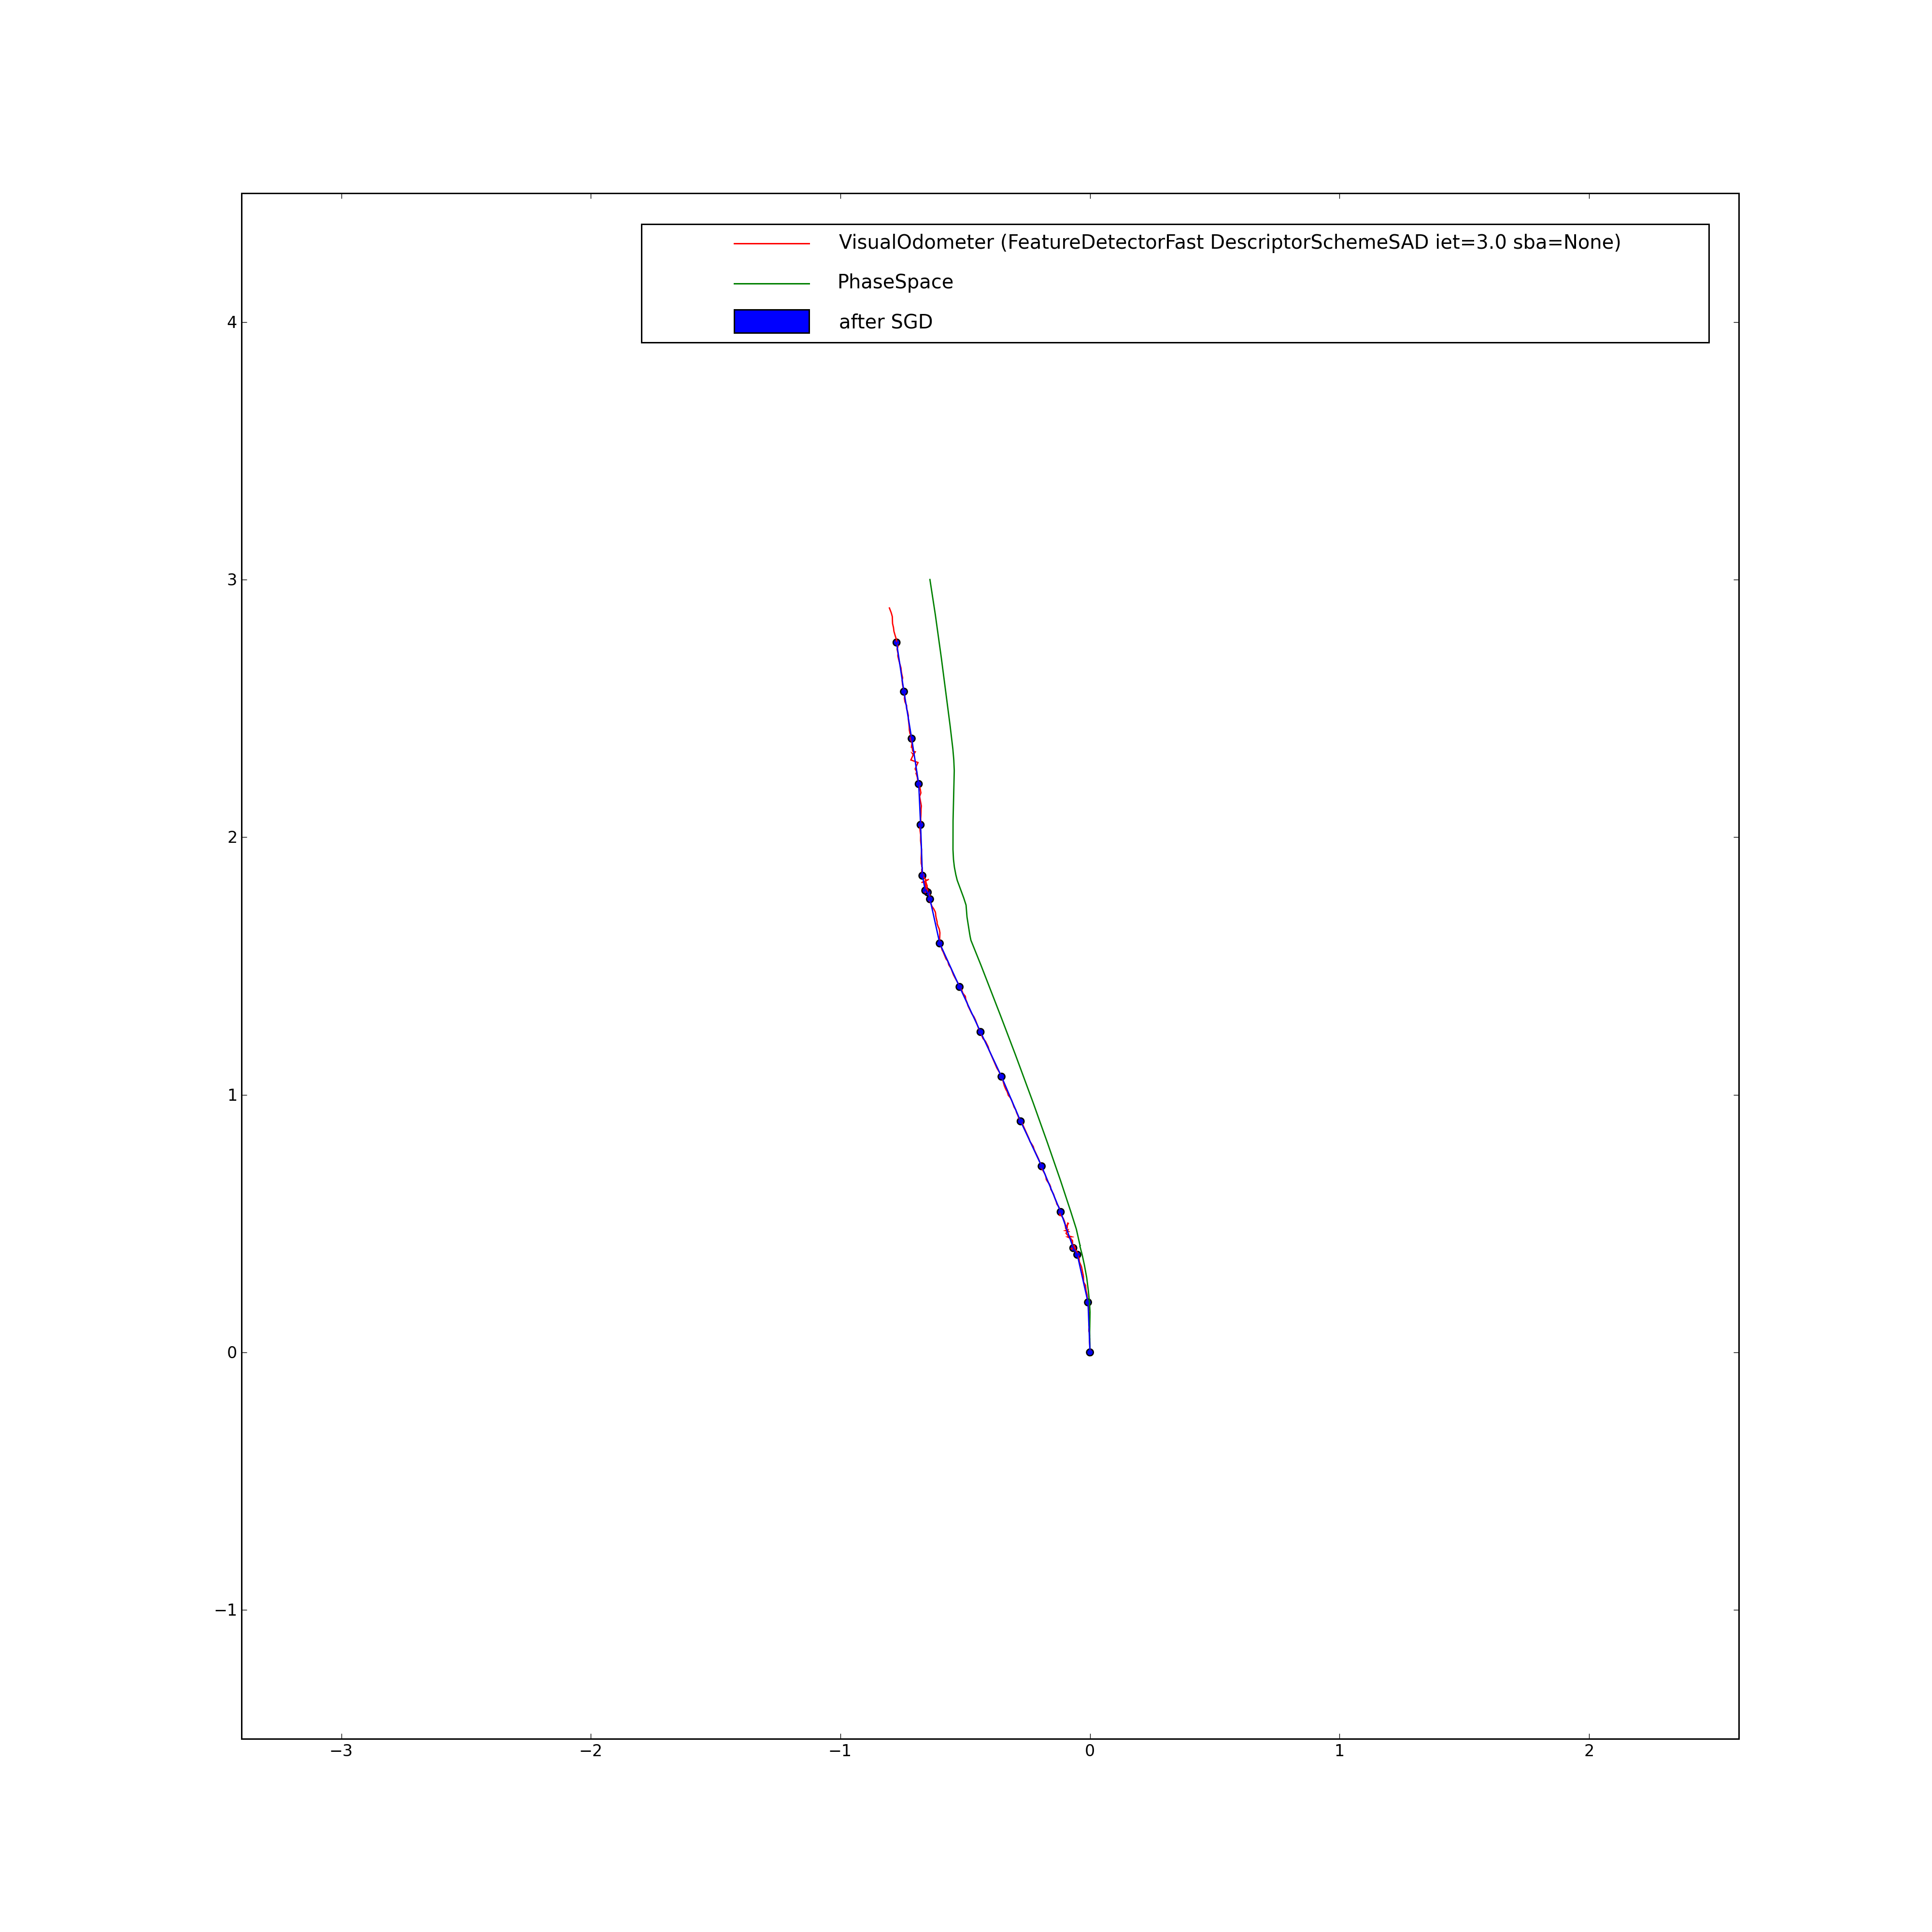 VisualOdometer (FeatureDetectorFast DescriptorSchemeSAD iet=3.0 sba=None)
PhaseSpace
after SGD
4
3
2
1
0
−1
−3 −2 −1 0 1 2